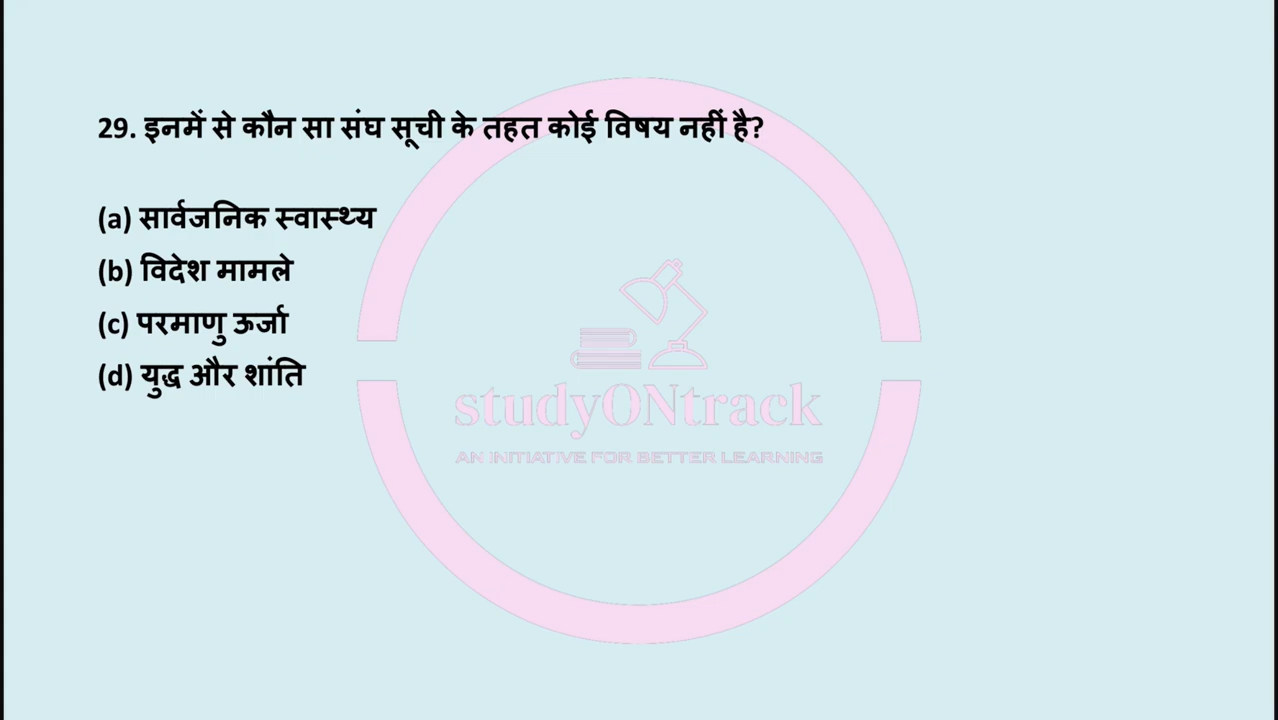 29. इनमें से कौन सा संघ सूची के तहत कोई विषय नहीं है?
(a) सार्वजनिक स्वास्थ्य
(b) विदेश मामले
(c) परमाणु ऊर्जा
(d) युद्ध और शांति
studyONtrack
AN INITIATIVE FOR BETTER LEARNING